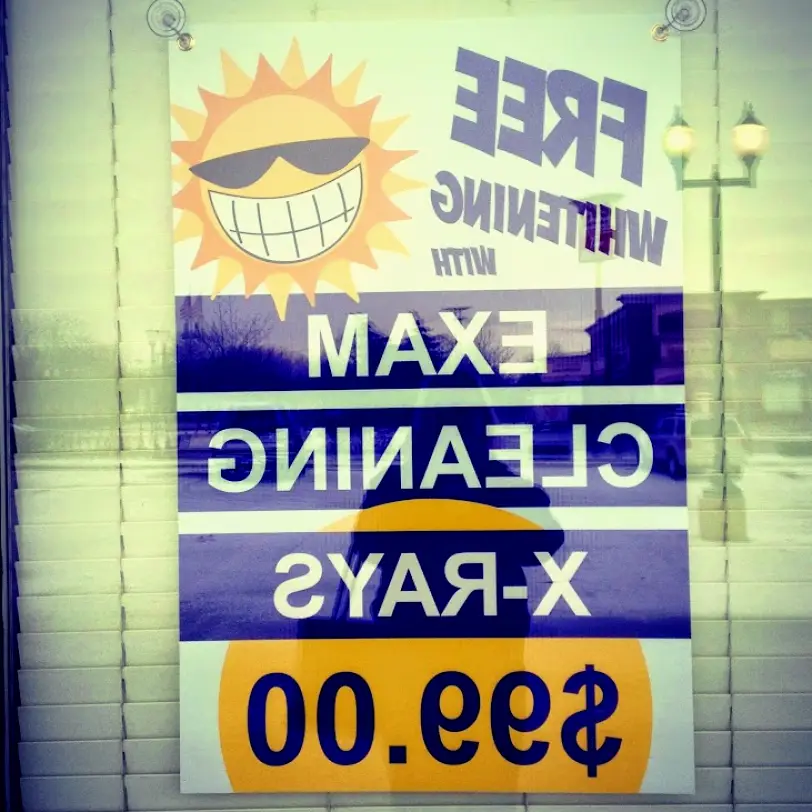 FREE
WHITENING
WITH
EXAM
CLEANING
X-RAYS
$99.00